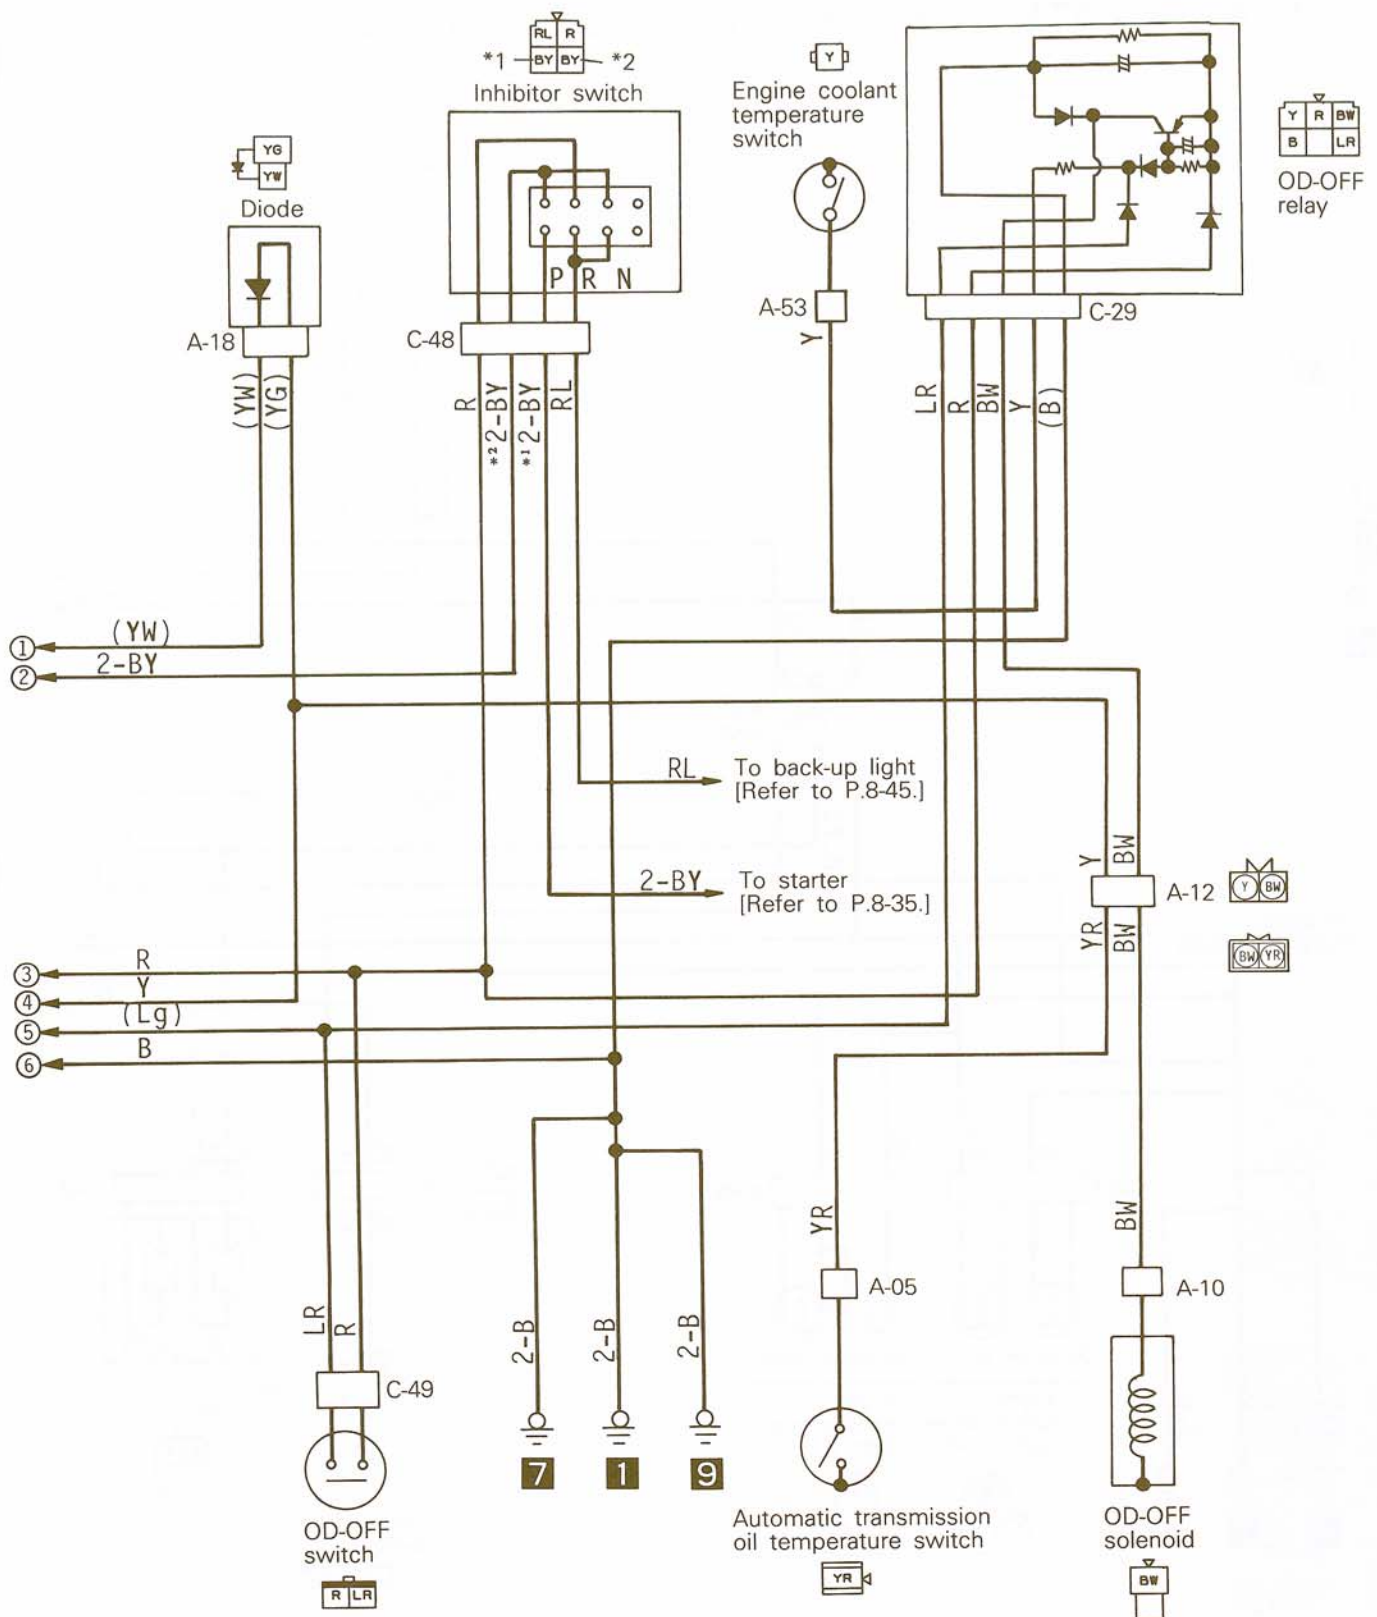 RL R
*1 BY BY *2
Inhibitor switch
Y
Engine coolant
temperature
switch
Y R BW
B LR
OD-OFF
relay
YG
YW
Diode
P R N
A-18
C-48
A-53
C-29
(YW)
(YG)
R
*2 2-BY
*1 2-BY
RL
Y
LR
R
BW
Y
(B)
1
(YW)
2
2-BY
RL
To back-up light
[Refer to P.8-45.]
2-BY
To starter
[Refer to P.8-35.]
Y
BW
A-12
Y BW
YR
BW
BW YR
3
R
4
Y
5
(Lg)
6
B
YR
BW
A-05
A-10
LR
R
2-B
2-B
2-B
C-49
7
1
9
OD-OFF
switch
R LR
Automatic transmission
oil temperature switch
YR
OD-OFF
solenoid
BW